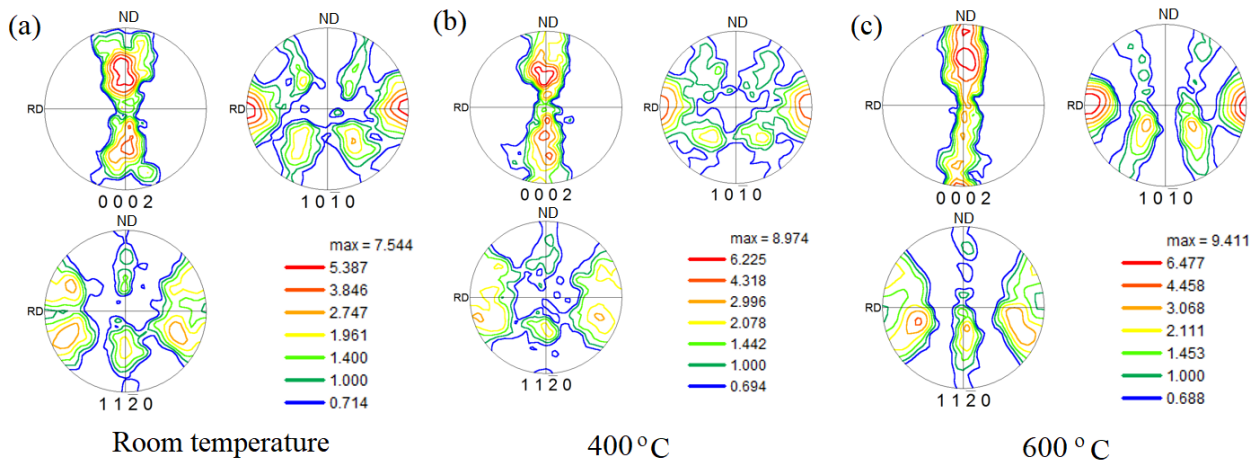 (a)
ND
RD
0 0 0 2
1 0 1̄ 0
ND
RD
1 1 2̄ 0
max = 7.544
5.387
3.846
2.747
1.961
1.400
1.000
0.714
Room temperature
(b)
ND
RD
0 0 0 2
1 0 1̄ 0
ND
RD
1 1 2̄ 0
max = 8.974
6.225
4.318
2.996
2.078
1.442
1.000
0.694
400 °C
(c)
ND
RD
0 0 0 2
ND
1 0 1̄ 0
ND
RD
1 1 2̄ 0
max = 9.411
6.477
4.458
3.068
2.111
1.453
1.000
0.688
600 °C